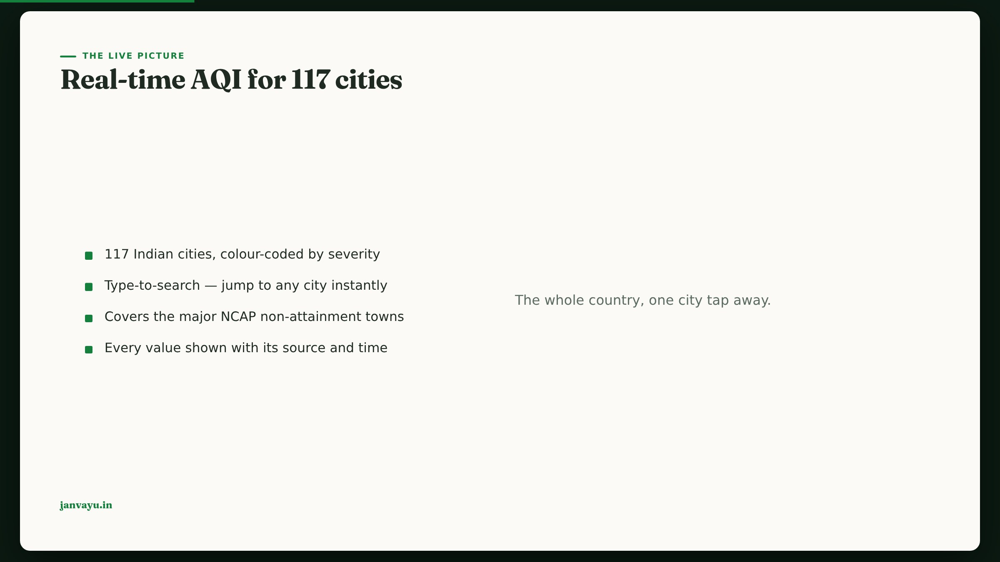 THE LIVE PICTURE
Real-time AQI for 117 cities
117 Indian cities, colour-coded by severity
Type-to-search — jump to any city instantly
Covers the major NCAP non-attainment towns
Every value shown with its source and time
The whole country, one city tap away.
janvayu.in